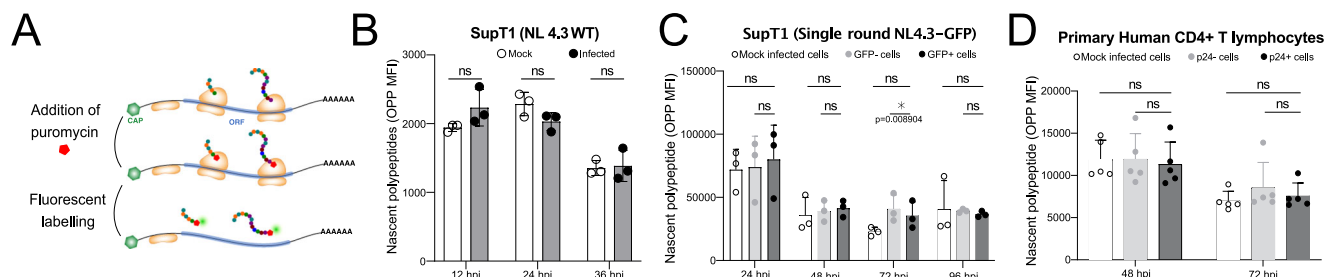 A
Addition of
puromycin
Fluorescent
labelling
CAP
ORF
AAAAAA
AAAAAA
AAAAAA
B
SupT1 (NL 4.3 WT)
Mock
Infected
Nascent polypeptides (OPP MFI)
3000
2000
1000
0
ns
ns
ns
12 hpi
24 hpi
36 hpi
C
SupT1 (Single round NL4.3-GFP)
Mock infected cells
GFP- cells
GFP+ cells
Nascent polypeptide (OPP MFI)
150000
100000
50000
0
ns
ns
ns
ns
ns
ns
*
p=0.008904
ns
ns
24 hpi
48 hpi
72 hpi
96 hpi
D
Primary Human CD4+ T lymphocytes
Mock infected cells
p24- cells
p24+ cells
Nascent polypeptide (OPP MFI)
20000
15000
10000
5000
0
ns
ns
ns
ns
48 hpi
72 hpi